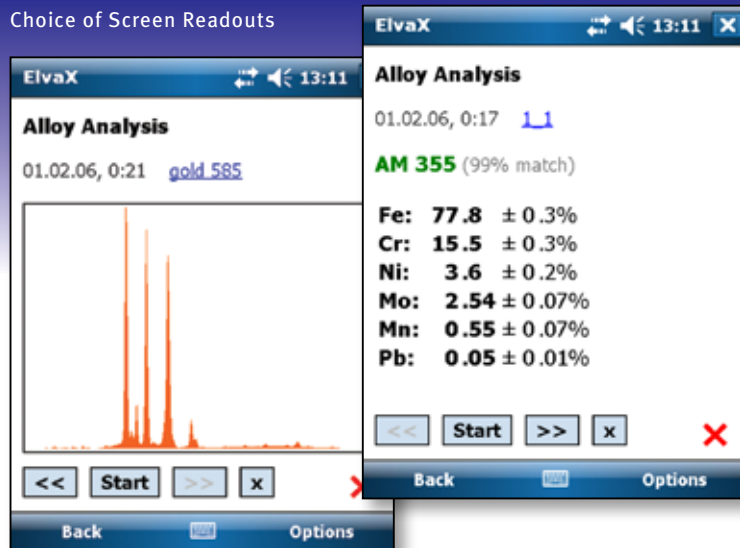 Choice of Screen Readouts
ElvaX 13:11
Alloy Analysis
01.02.06, 0:21 gold 585
<< Start >> x
Back Options
ElvaX 13:11 X
Alloy Analysis
01.02.06, 0:17 1_1
AM 355 (99% match)
Fe: 77.8 ± 0.3%
Cr: 15.5 ± 0.3%
Ni: 3.6 ± 0.2%
Mo: 2.54 ± 0.07%
Mn: 0.55 ± 0.07%
Pb: 0.05 ± 0.01%
<< Start >> x
Back Options